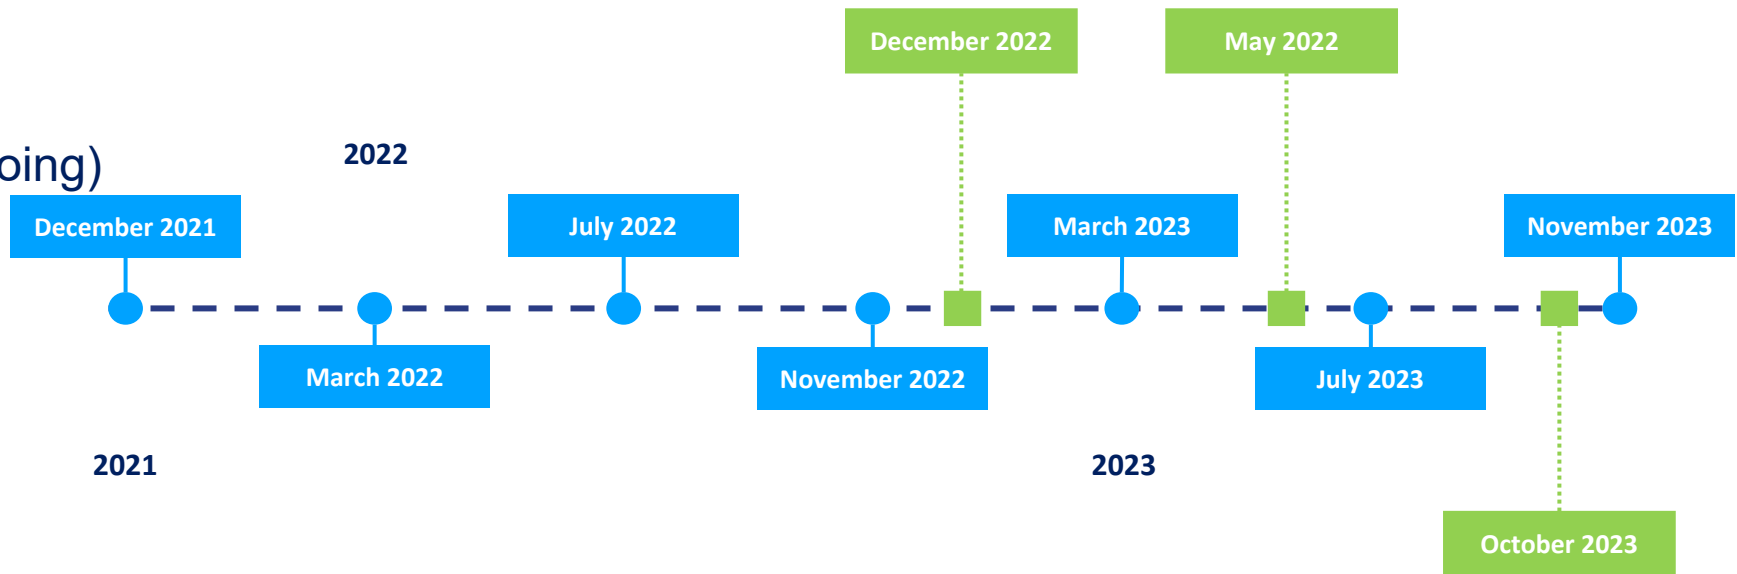 December 2022
May 2022
oing)
2022
December 2021
July 2022
March 2023
November 2023
March 2022
November 2022
July 2023
2021
2023
October 2023